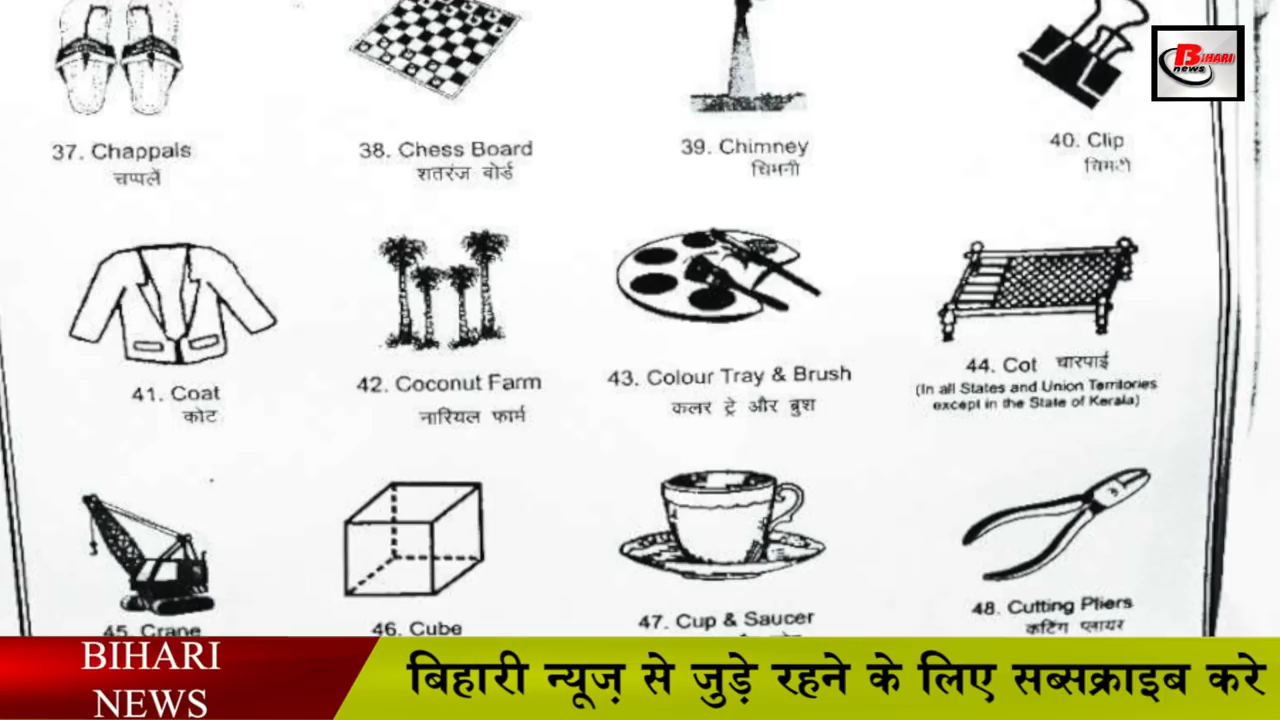 BIHARI
news
37. Chappals
चप्पलें
38. Chess Board
शतरंज बोर्ड
39. Chimney
चिमनी
40. Clip
चिमटी
41. Coat
कोट
42. Coconut Farm
नारियल फार्म
43. Colour Tray & Brush
कलर ट्रे और ब्रुश
44. Cot चारपाई
(In all States and Union Territories
except in the State of Kerala)
45. Crane
46. Cube
47. Cup & Saucer
48. Cutting Pliers
कटिंग प्लायर
BIHARI
NEWS
बिहारी न्यूज़ से जुड़े रहने के लिए सब्सक्राइब करे